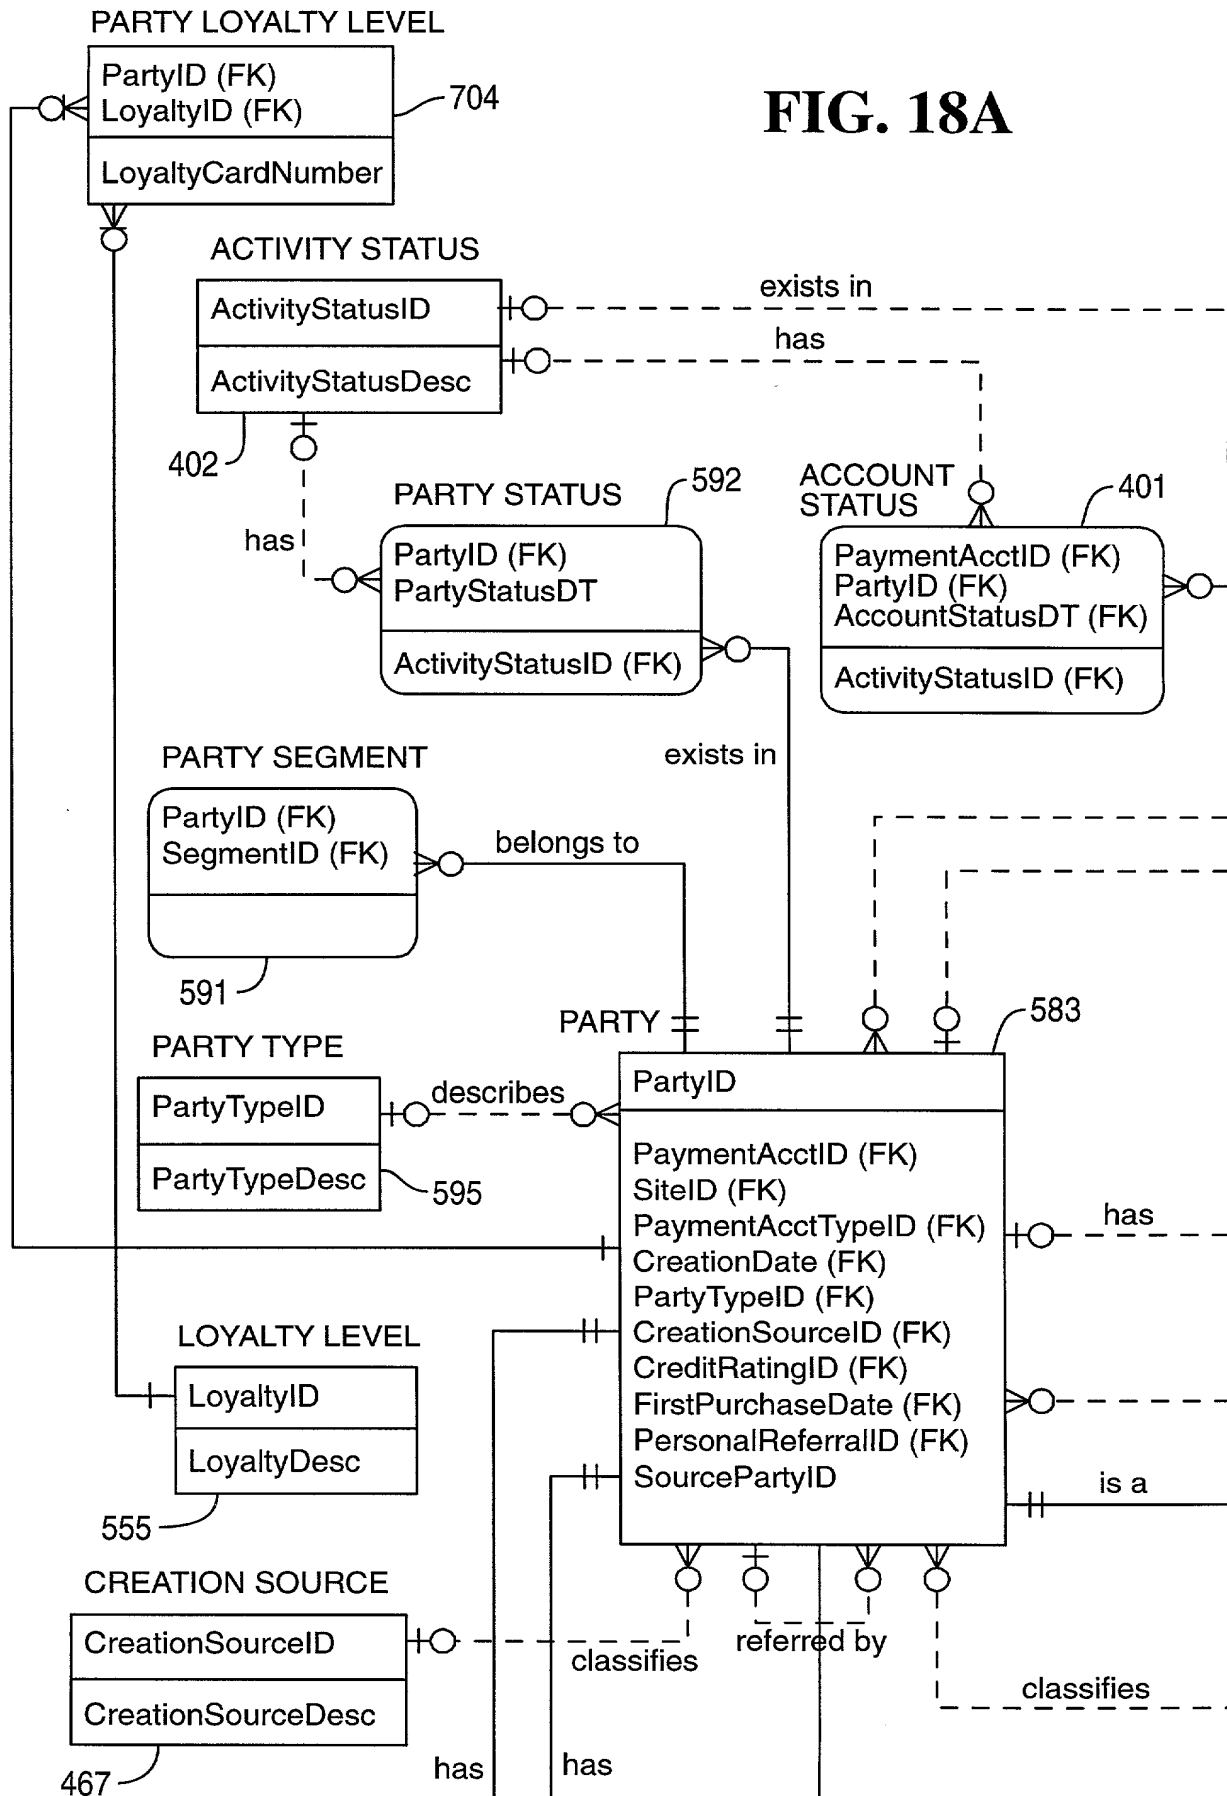 PARTY LOYALTY LEVEL
PartyID (FK)
LoyaltyID (FK)
LoyaltyCardNumber
704
FIG. 18A
ACTIVITY STATUS
ActivityStatusID
ActivityStatusDesc
402
exists in
has
has
PARTY STATUS
592
PartyID (FK)
PartyStatusDT
ActivityStatusID (FK)
ACCOUNT
STATUS
401
PaymentAcctID (FK)
PartyID (FK)
AccountStatusDT (FK)
ActivityStatusID (FK)
exists in
PARTY SEGMENT
PartyID (FK)
SegmentID (FK)
belongs to
591
PARTY
583
PARTY TYPE
PartyTypeID
PartyTypeDesc
595
describes
PartyID
PaymentAcctID (FK)
SiteID (FK)
PaymentAcctTypeID (FK)
CreationDate (FK)
PartyTypeID (FK)
CreationSourceID (FK)
CreditRatingID (FK)
FirstPurchaseDate (FK)
PersonalReferralID (FK)
SourcePartyID
has
is a
LOYALTY LEVEL
LoyaltyID
LoyaltyDesc
555
CREATION SOURCE
CreationSourceID
CreationSourceDesc
467
classifies
referred by
classifies
has
has